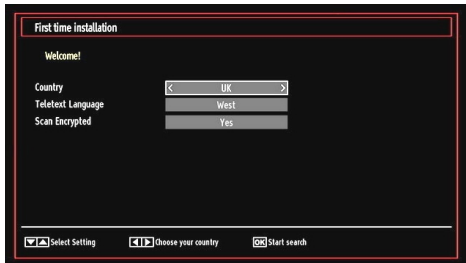 First time installation
Welcome!
Country < UK >
Teletext Language West
Scan Encrypted Yes
Select Setting Choose your country OK Start search